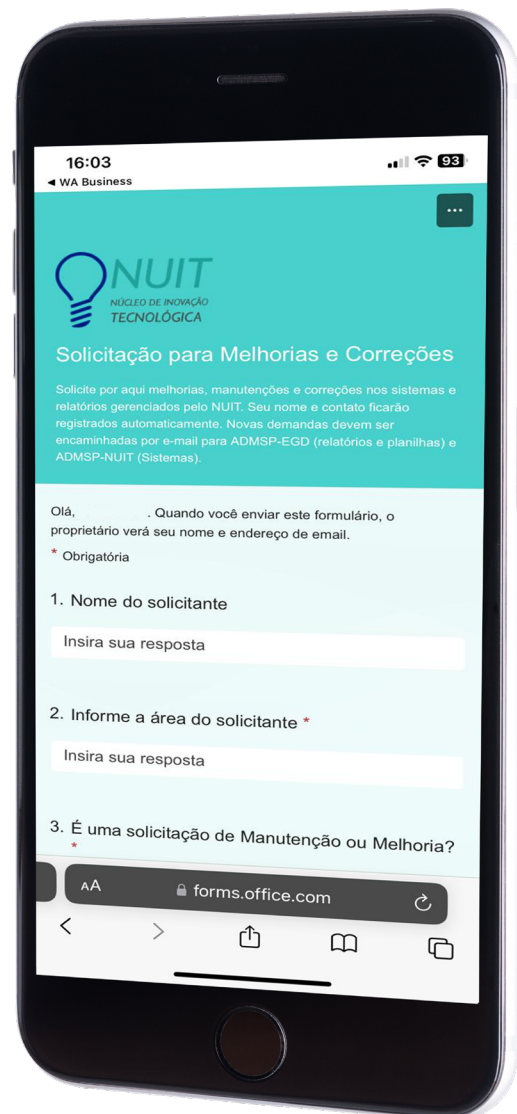 16:03
93
◄ WA Business
...
NUIT
NÚCLEO DE INOVAÇÃO
TECNOLÓGICA
Solicitação para Melhorias e Correções
Solicite por aqui melhorias, manutenções e correções nos sistemas e
relatórios gerenciados pelo NUIT. Seu nome e contato ficarão
registrados automaticamente. Novas demandas devem ser
encaminhadas por e-mail para ADMSP-EGD (relatórios e planilhas) e
ADMSP-NUIT (Sistemas).
Olá, . Quando você enviar este formulário, o
proprietário verá seu nome e endereço de email.
* Obrigatória
1. Nome do solicitante
Insira sua resposta
2. Informe a área do solicitante *
Insira sua resposta
3. É uma solicitação de Manutenção ou Melhoria?
*
AA forms.office.com